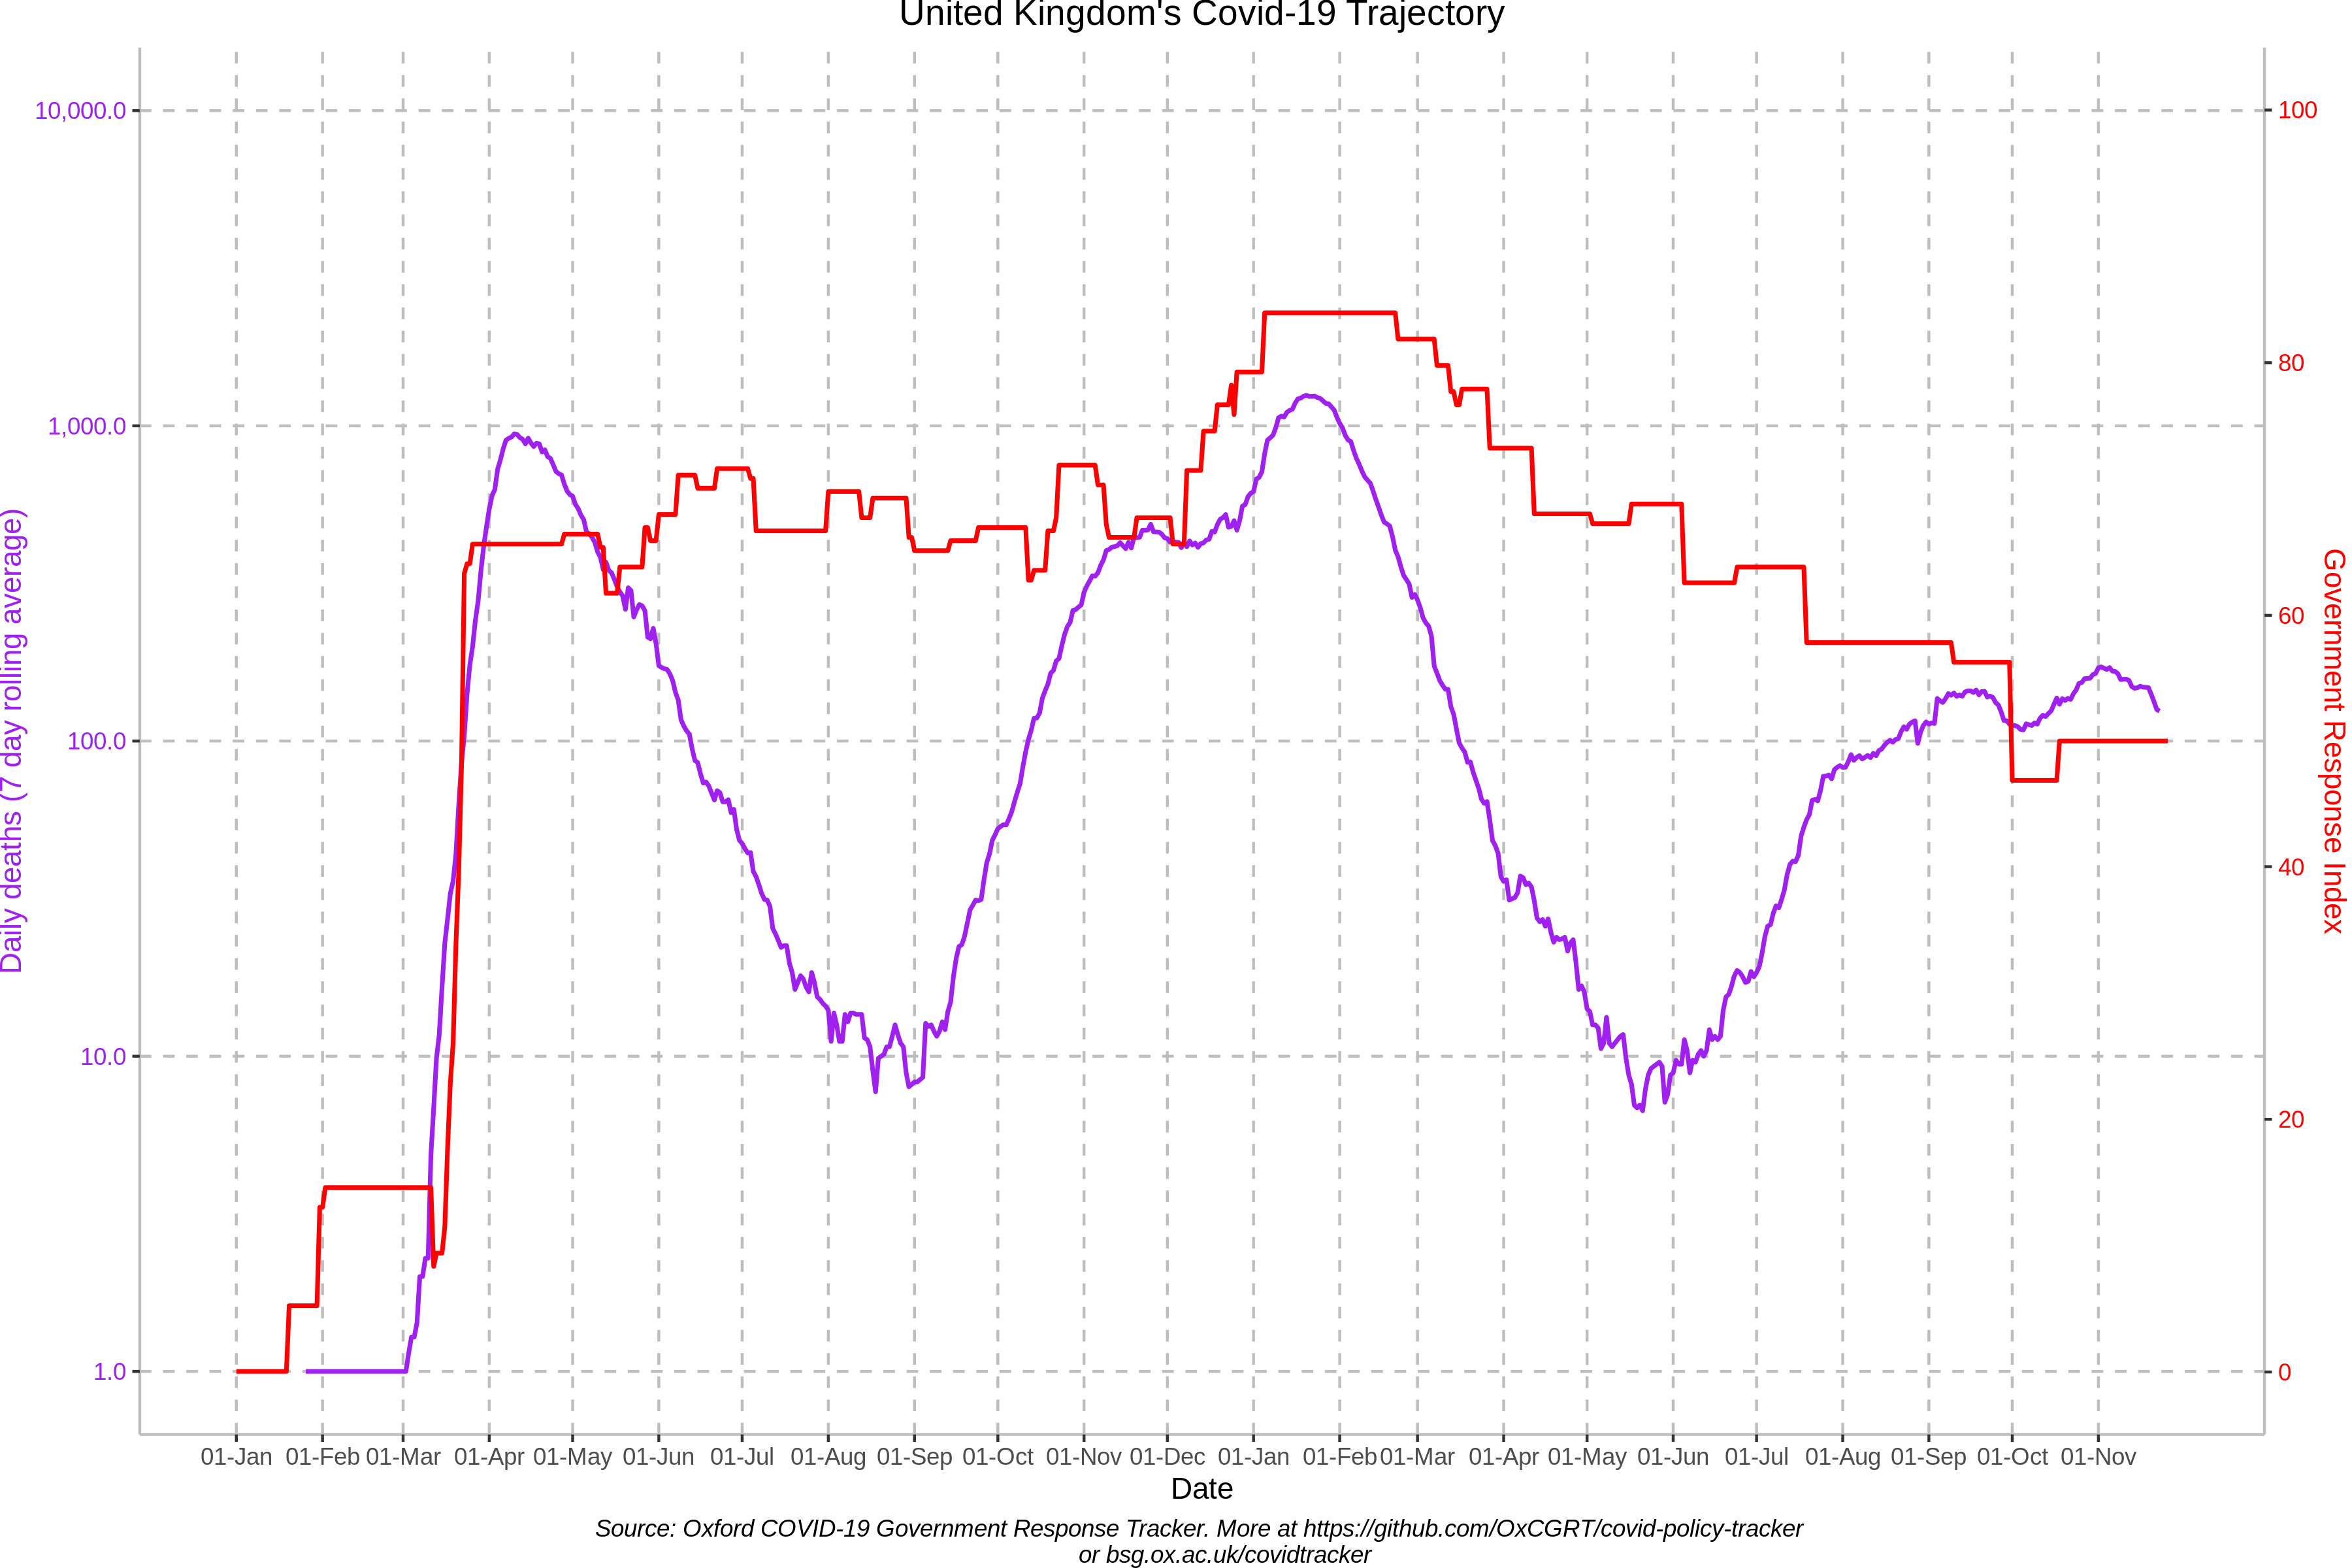 United Kingdom's Covid-19 Trajectory
Daily deaths (7 day rolling average)
10,000.0
1,000.0
100.0
10.0
1.0
100
80
60
40
20
0
Government Response Index
01-Jan 01-Feb 01-Mar 01-Apr 01-May 01-Jun 01-Jul 01-Aug 01-Sep 01-Oct 01-Nov 01-Dec 01-Jan 01-Feb 01-Mar 01-Apr 01-May 01-Jun 01-Jul 01-Aug 01-Sep 01-Oct 01-Nov
Date
Source: Oxford COVID-19 Government Response Tracker. More at https://github.com/OxCGRT/covid-policy-tracker
or bsg.ox.ac.uk/covidtracker